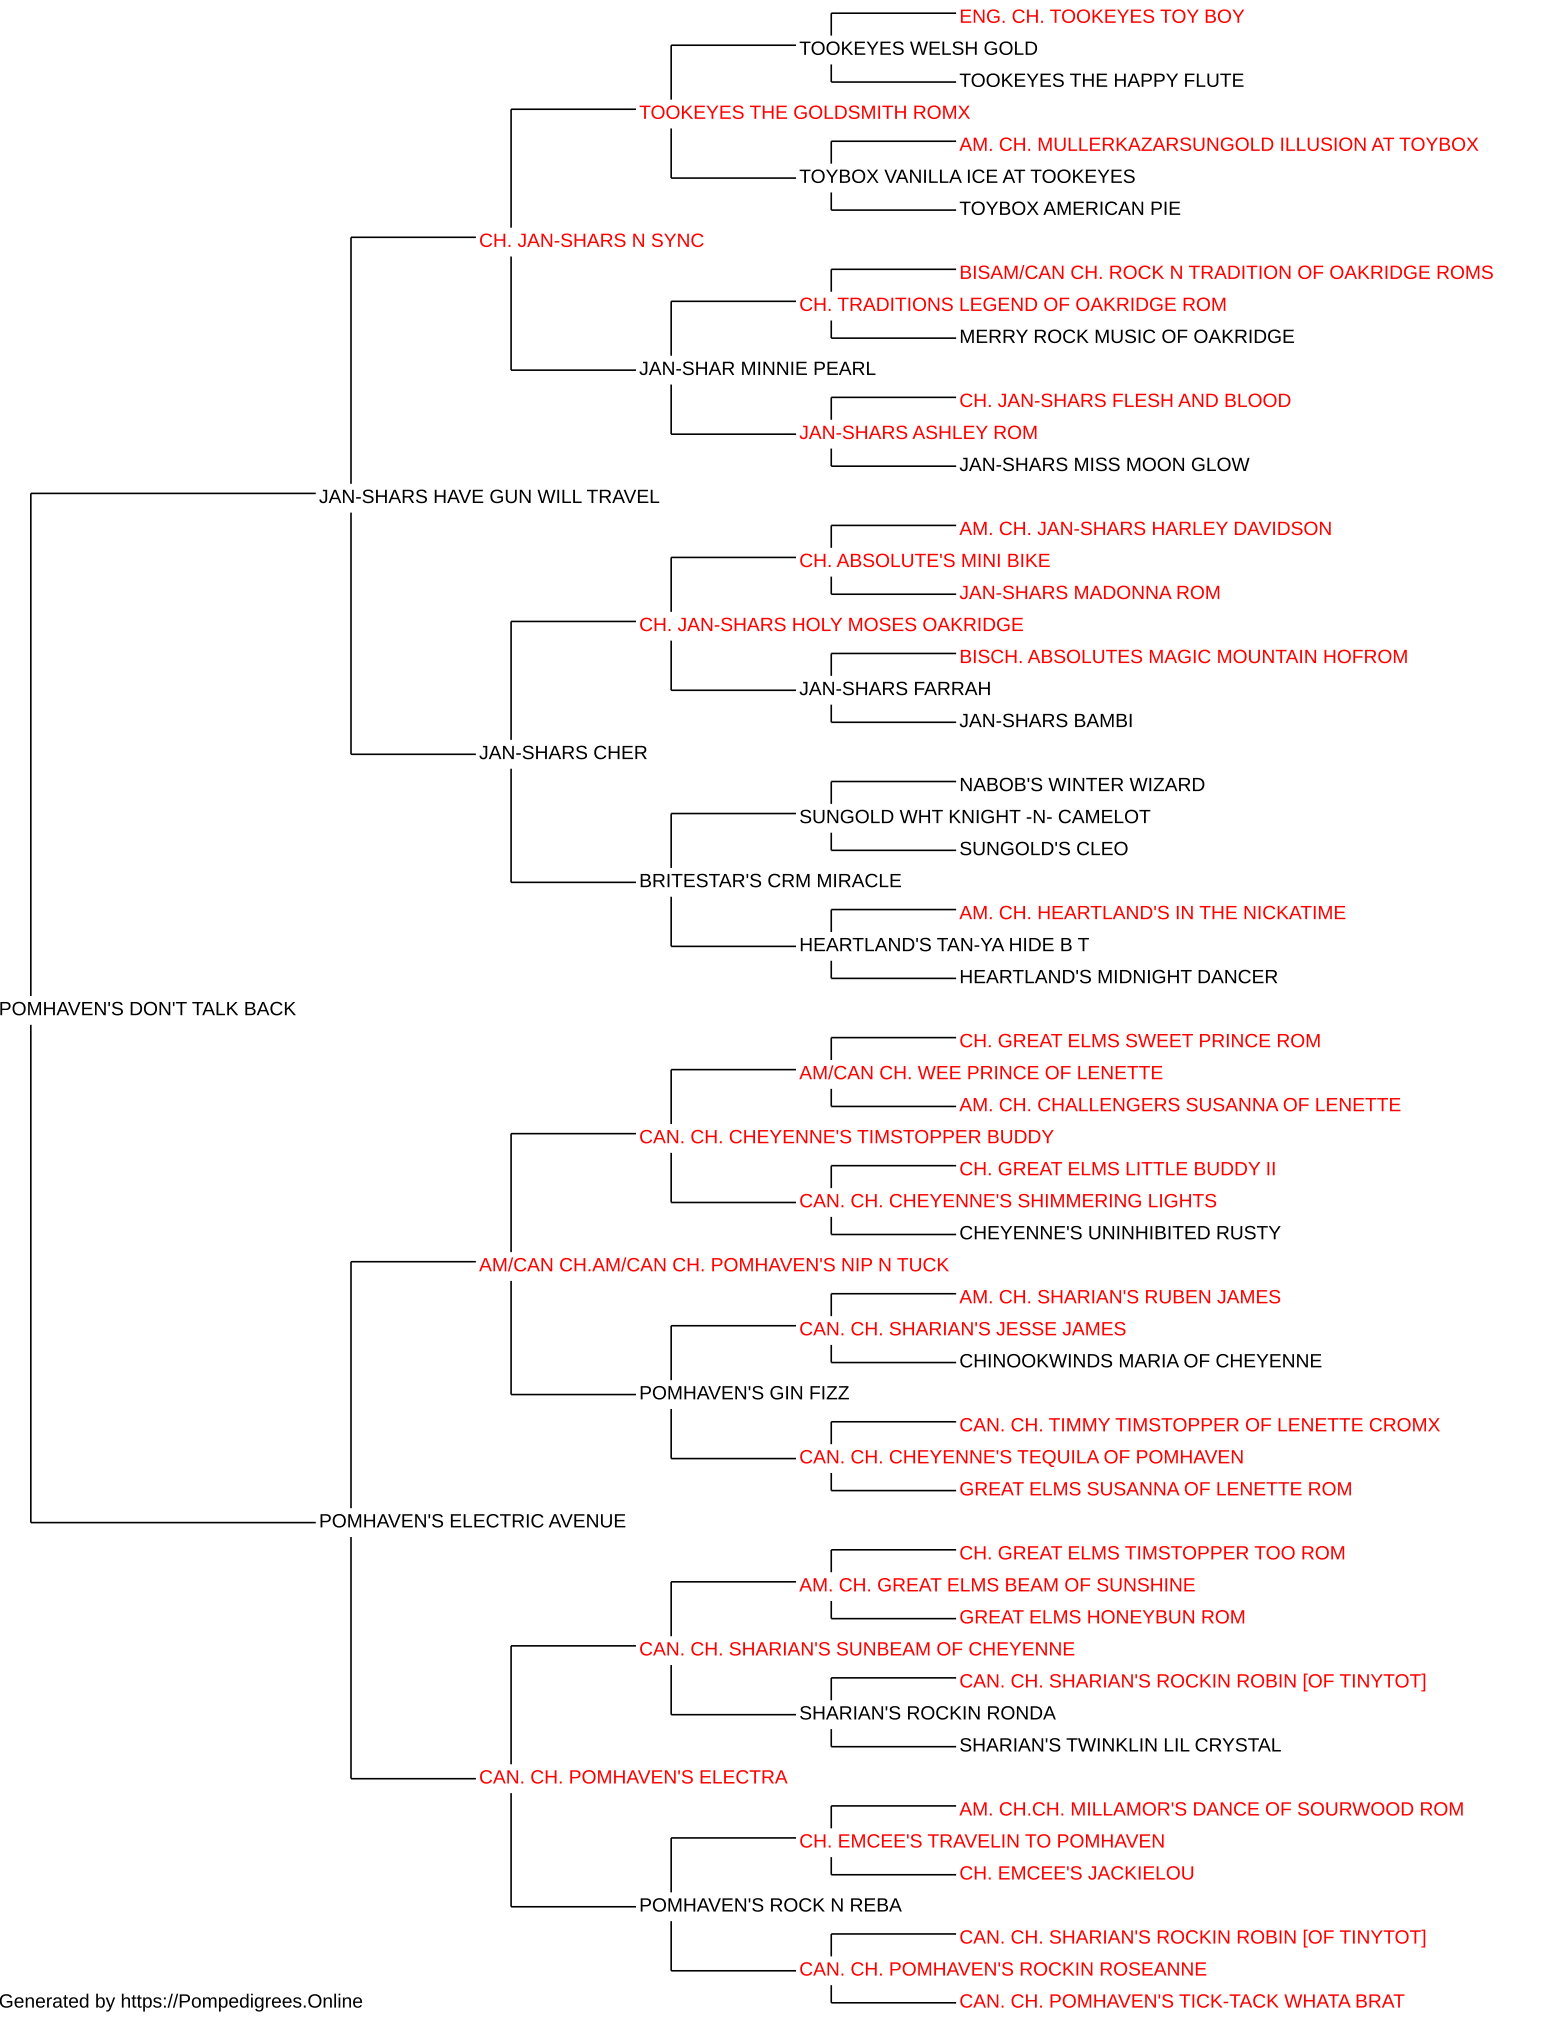 ENG. CH. TOOKEYES TOY BOY
TOOKEYES WELSH GOLD
TOOKEYES THE HAPPY FLUTE
TOOKEYES THE GOLDSMITH ROMX
AM. CH. MULLERKAZARSUNGOLD ILLUSION AT TOYBOX
TOYBOX VANILLA ICE AT TOOKEYES
TOYBOX AMERICAN PIE
CH. JAN-SHARS N SYNC
BISAM/CAN CH. ROCK N TRADITION OF OAKRIDGE ROMS
CH. TRADITIONS LEGEND OF OAKRIDGE ROM
MERRY ROCK MUSIC OF OAKRIDGE
JAN-SHAR MINNIE PEARL
CH. JAN-SHARS FLESH AND BLOOD
JAN-SHARS ASHLEY ROM
JAN-SHARS MISS MOON GLOW
JAN-SHARS HAVE GUN WILL TRAVEL
AM. CH. JAN-SHARS HARLEY DAVIDSON
CH. ABSOLUTE'S MINI BIKE
JAN-SHARS MADONNA ROM
CH. JAN-SHARS HOLY MOSES OAKRIDGE
BISCH. ABSOLUTES MAGIC MOUNTAIN HOFROM
JAN-SHARS FARRAH
JAN-SHARS BAMBI
JAN-SHARS CHER
NABOB'S WINTER WIZARD
SUNGOLD WHT KNIGHT -N- CAMELOT
SUNGOLD'S CLEO
BRITESTAR'S CRM MIRACLE
AM. CH. HEARTLAND'S IN THE NICKATIME
HEARTLAND'S TAN-YA HIDE B T
HEARTLAND'S MIDNIGHT DANCER
POMHAVEN'S DON'T TALK BACK
CH. GREAT ELMS SWEET PRINCE ROM
AM/CAN CH. WEE PRINCE OF LENETTE
AM. CH. CHALLENGERS SUSANNA OF LENETTE
CAN. CH. CHEYENNE'S TIMSTOPPER BUDDY
CH. GREAT ELMS LITTLE BUDDY II
CAN. CH. CHEYENNE'S SHIMMERING LIGHTS
CHEYENNE'S UNINHIBITED RUSTY
AM/CAN CH.AM/CAN CH. POMHAVEN'S NIP N TUCK
AM. CH. SHARIAN'S RUBEN JAMES
CAN. CH. SHARIAN'S JESSE JAMES
CHINOOKWINDS MARIA OF CHEYENNE
POMHAVEN'S GIN FIZZ
CAN. CH. TIMMY TIMSTOPPER OF LENETTE CROMX
CAN. CH. CHEYENNE'S TEQUILA OF POMHAVEN
GREAT ELMS SUSANNA OF LENETTE ROM
POMHAVEN'S ELECTRIC AVENUE
CH. GREAT ELMS TIMSTOPPER TOO ROM
AM. CH. GREAT ELMS BEAM OF SUNSHINE
GREAT ELMS HONEYBUN ROM
CAN. CH. SHARIAN'S SUNBEAM OF CHEYENNE
CAN. CH. SHARIAN'S ROCKIN ROBIN [OF TINYTOT]
SHARIAN'S ROCKIN RONDA
SHARIAN'S TWINKLIN LIL CRYSTAL
CAN. CH. POMHAVEN'S ELECTRA
AM. CH.CH. MILLAMOR'S DANCE OF SOURWOOD ROM
CH. EMCEE'S TRAVELIN TO POMHAVEN
CH. EMCEE'S JACKIELOU
POMHAVEN'S ROCK N REBA
CAN. CH. SHARIAN'S ROCKIN ROBIN [OF TINYTOT]
CAN. CH. POMHAVEN'S ROCKIN ROSEANNE
CAN. CH. POMHAVEN'S TICK-TACK WHATA BRAT
Generated by https://Pompedigrees.Online